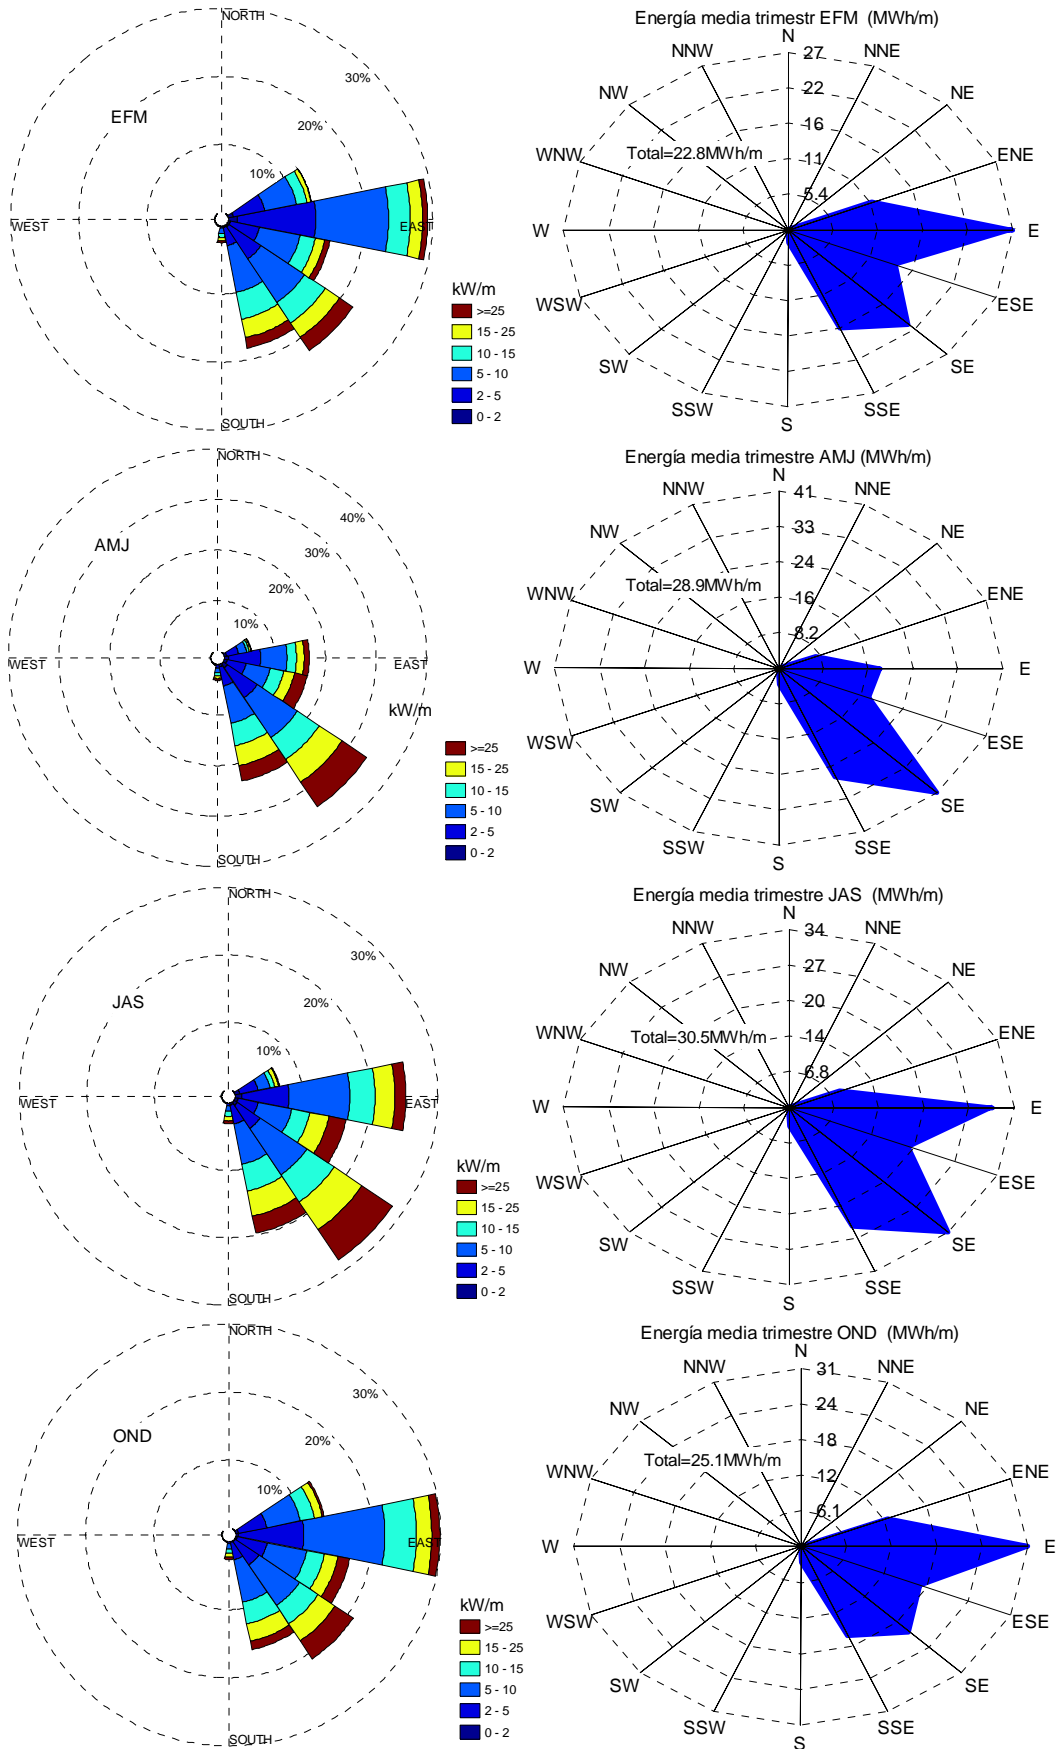 NORTH
30%
20%
10%
EFM
WEST
EAST
SOUTH
kW/m
>=25
15 - 25
10 - 15
5 - 10
2 - 5
0 - 2
Energía media trimestr EFM (MWh/m)
N
NNE
NE
ENE
E
ESE
SE
SSE
S
SSW
SW
WSW
W
WNW
NW
NNW
27
22
16
11
5.4
Total=22.8MWh/m
NORTH
40%
30%
20%
10%
AMJ
WEST
EAST
SOUTH
kW/m
>=25
15 - 25
10 - 15
5 - 10
2 - 5
0 - 2
Energía media trimestre AMJ (MWh/m)
N
NNE
NE
ENE
E
ESE
SE
SSE
S
SSW
SW
WSW
W
WNW
NW
NNW
41
33
24
16
8.2
Total=28.9MWh/m
NORTH
30%
20%
10%
JAS
WEST
EAST
SOUTH
kW/m
>=25
15 - 25
10 - 15
5 - 10
2 - 5
0 - 2
Energía media trimestre JAS (MWh/m)
N
NNE
NE
ENE
E
ESE
SE
SSE
S
SSW
SW
WSW
W
WNW
NW
NNW
34
27
20
14
6.8
Total=30.5MWh/m
NORTH
30%
20%
10%
OND
WEST
EAST
SOUTH
kW/m
>=25
15 - 25
10 - 15
5 - 10
2 - 5
0 - 2
Energía media trimestre OND (MWh/m)
N
NNE
NE
ENE
E
ESE
SE
SSE
S
SSW
SW
WSW
W
WNW
NW
NNW
31
24
18
12
6.1
Total=25.1MWh/m